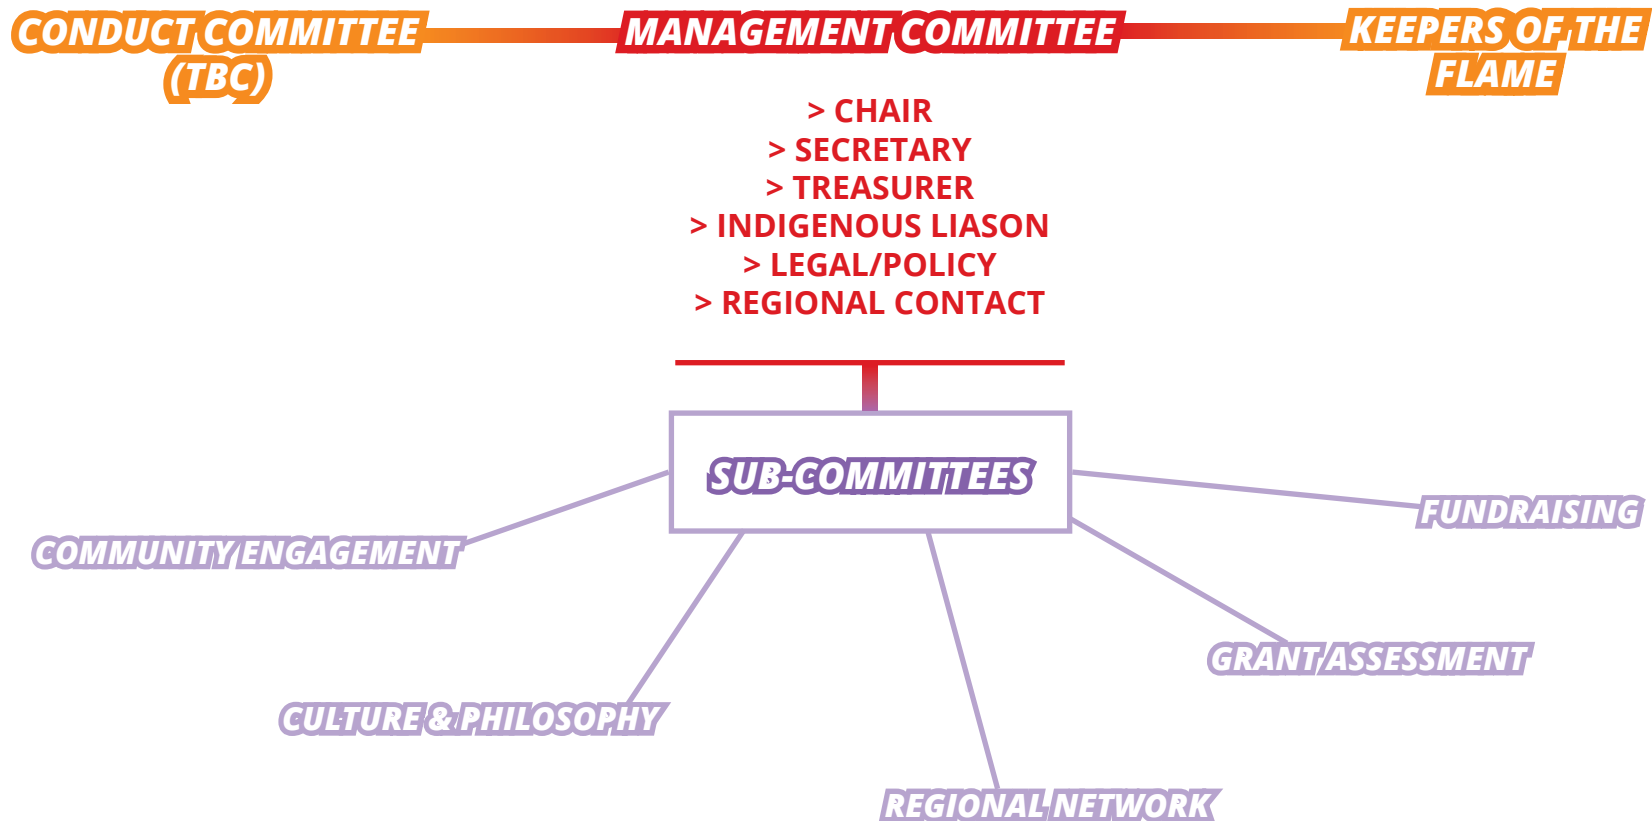 CONDUCT COMMITTEE
(TBC)
MANAGEMENT COMMITTEE
KEEPERS OF THE
FLAME
> CHAIR
> SECRETARY
> TREASURER
> INDIGENOUS LIASON
> LEGAL/POLICY
> REGIONAL CONTACT
SUB-COMMITTEES
FUNDRAISING
COMMUNITY ENGAGEMENT
GRANT ASSESSMENT
CULTURE & PHILOSOPHY
REGIONAL NETWORK